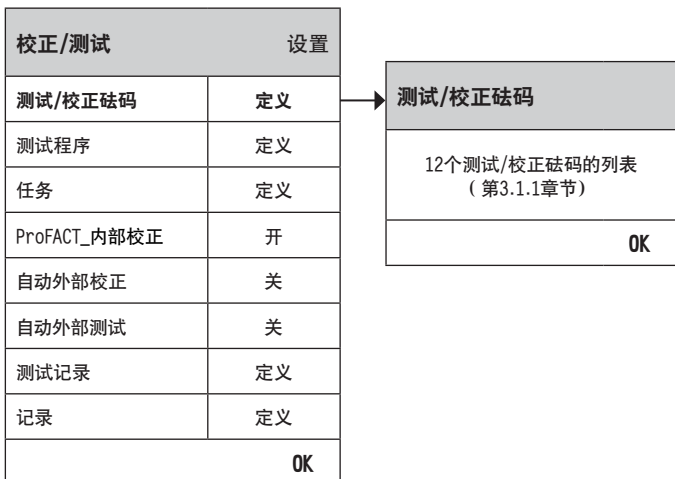 校正/测试 设置
测试/校正砝码 定义
测试程序 定义
任务 定义
ProFACT_内部校正 开
自动外部校正 关
自动外部测试 关
测试记录 定义
记录 定义
OK
测试/校正砝码
12个测试/校正砝码的列表
(第3.1.1章节)
OK